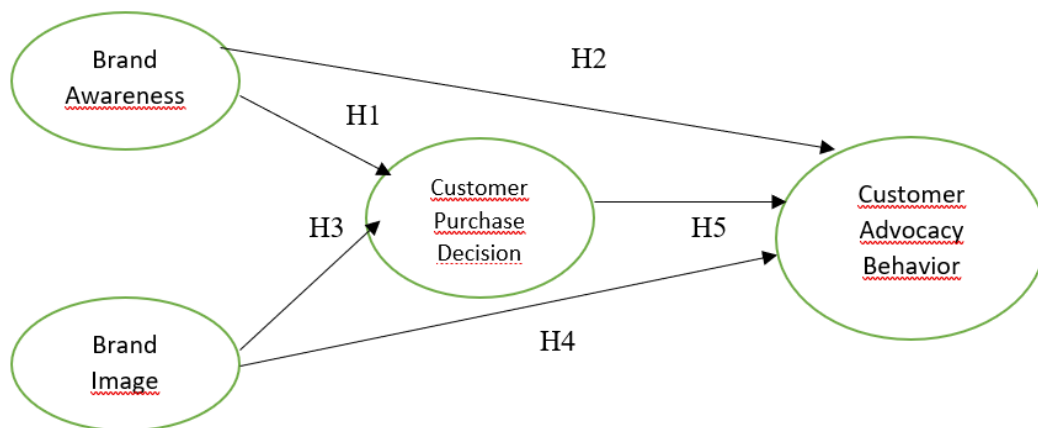 Brand
Awareness
H2
H1
Customer
Purchase
Decision
Customer
Advocacy
Behavior
H3
H5
H4
Brand
Image